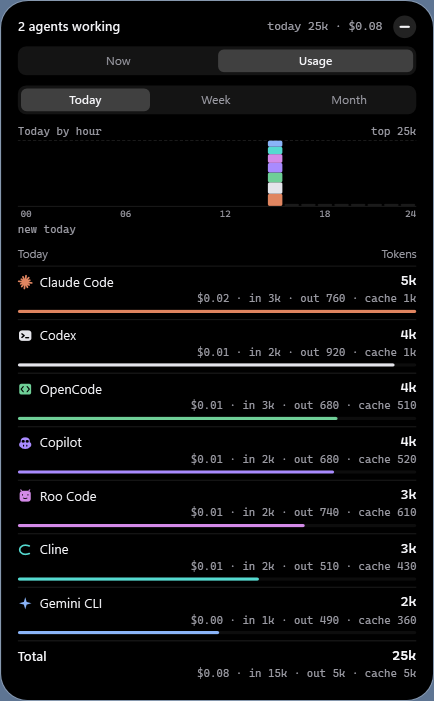 2 agents working today 25k · $0.08
Now Usage
Today Week Month
Today by hour top 25k
00 06 12 18 24
new today
Today Tokens
Claude Code 5k
$0.02 · in 3k · out 760 · cache 1k
Codex 4k
$0.01 · in 2k · out 920 · cache 1k
OpenCode 4k
$0.01 · in 3k · out 680 · cache 510
Copilot 4k
$0.01 · in 2k · out 680 · cache 520
Roo Code 3k
$0.01 · in 2k · out 740 · cache 610
Cline 3k
$0.01 · in 2k · out 510 · cache 430
Gemini CLI 2k
$0.00 · in 1k · out 490 · cache 360
Total 25k
$0.08 · in 15k · out 5k · cache 5k